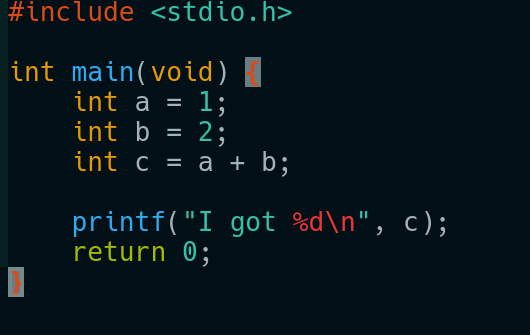 #include <stdio.h>

int main(void) {
    int a = 1;
    int b = 2;
    int c = a + b;

    printf("I got %d\n", c);
    return 0;
}